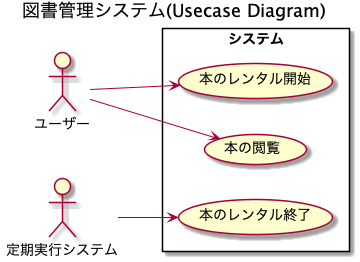 図書管理システム(Usecase Diagram)
システム
本のレンタル開始
ユーザー
本の閲覧
本のレンタル終了
定期実行システム